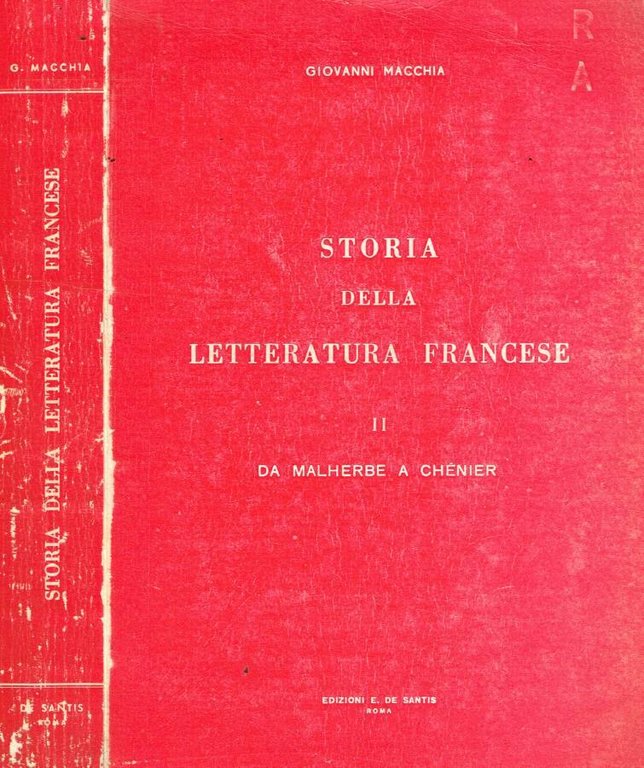 G. MACCHIA
STORIA DELLA LETTERATURA FRANCESE
DE SANTIS
ROMA
R
A
GIOVANNI MACCHIA
STORIA
DELLA
LETTERATURA FRANCESE
II
DA MALHERBE A CHÉNIER
EDIZIONI E. DE SANTIS
ROMA